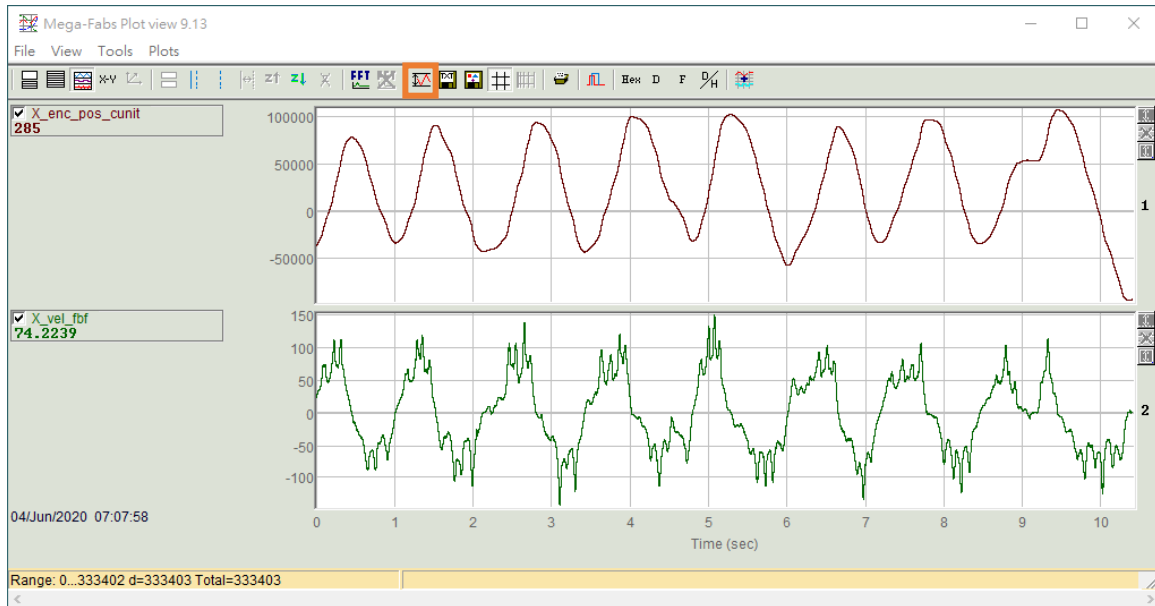 Mega-Fabs Plot view 9.13
File View Tools Plots
X-Y Z↑ Z↓ FFT TXT Hex D F D/H
X_enc_pos_cunit
285
100000
50000
0
-50000
1
X_vel_fbf
74.2239
150
100
50
0
-50
-100
2
04/Jun/2020 07:07:58
0 1 2 3 4 5 6 7 8 9 10
Time (sec)
Range: 0...333402 d=333403 Total=333403